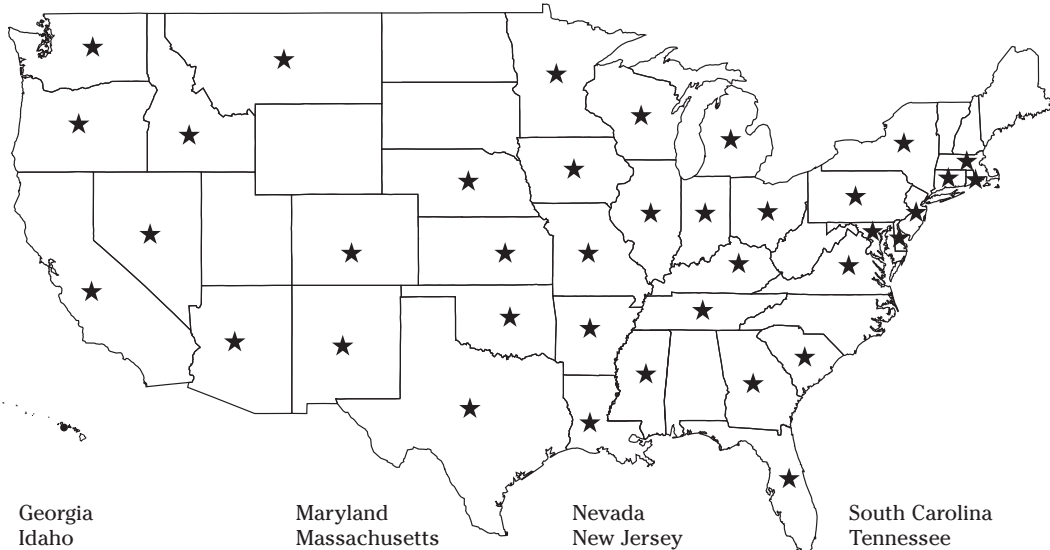 Georgia
Idaho
Maryland
Massachusetts
Nevada
New Jersey
South Carolina
Tennessee